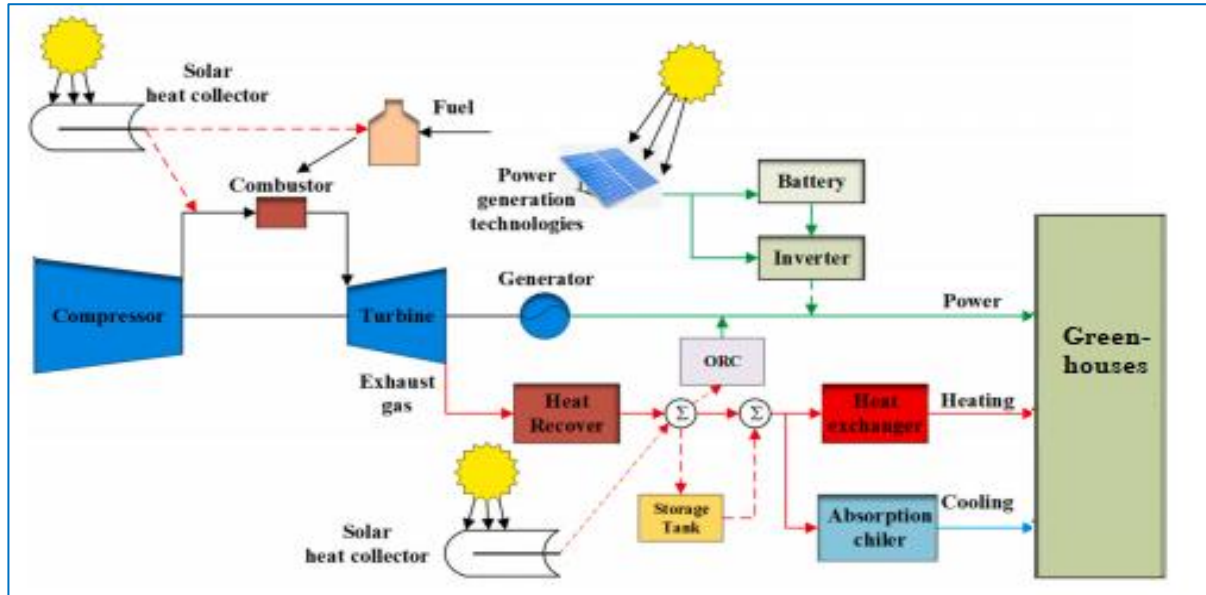 Solar
heat collector
Fuel
Combustor
Power
generation
technologies
Battery
Inverter
Compressor
Turbine
Generator
Power
Green-
houses
ORC
Exhaust
gas
Heat
Recover
Σ
Σ
Heat
exchanger
Heating
Storage
Tank
Absorption
chiler
Cooling
Solar
heat collector